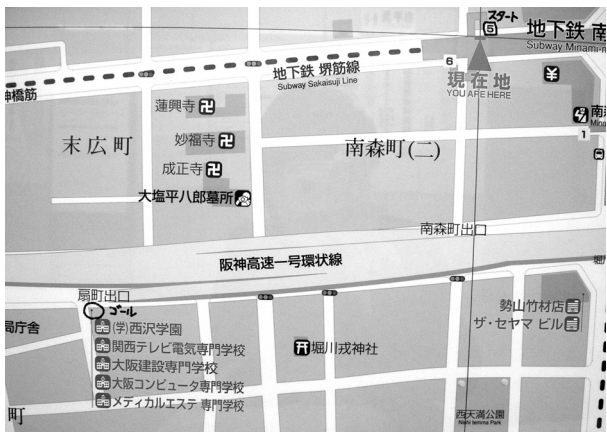 スタート
5
地下鉄 南
Subway Minami-m
地下鉄 堺筋線
Subway Sakaisuji Line
6
現在地
YOU ARE HERE
神橋筋
蓮興寺
妙福寺
末広町
南森町(二)
成正寺
1
大塩平八郎墓所
南森町出口
阪神高速一号環状線
扇町出口
ゴール
局庁舎
(学)西沢学園
関西テレビ電気専門学校
大阪建設専門学校
大阪コンピュータ専門学校
メディカルエステ専門学校
堀川戎神社
勢山竹材店
ザ・セヤマ ビル
町
西天満公園
Nishi temma Park